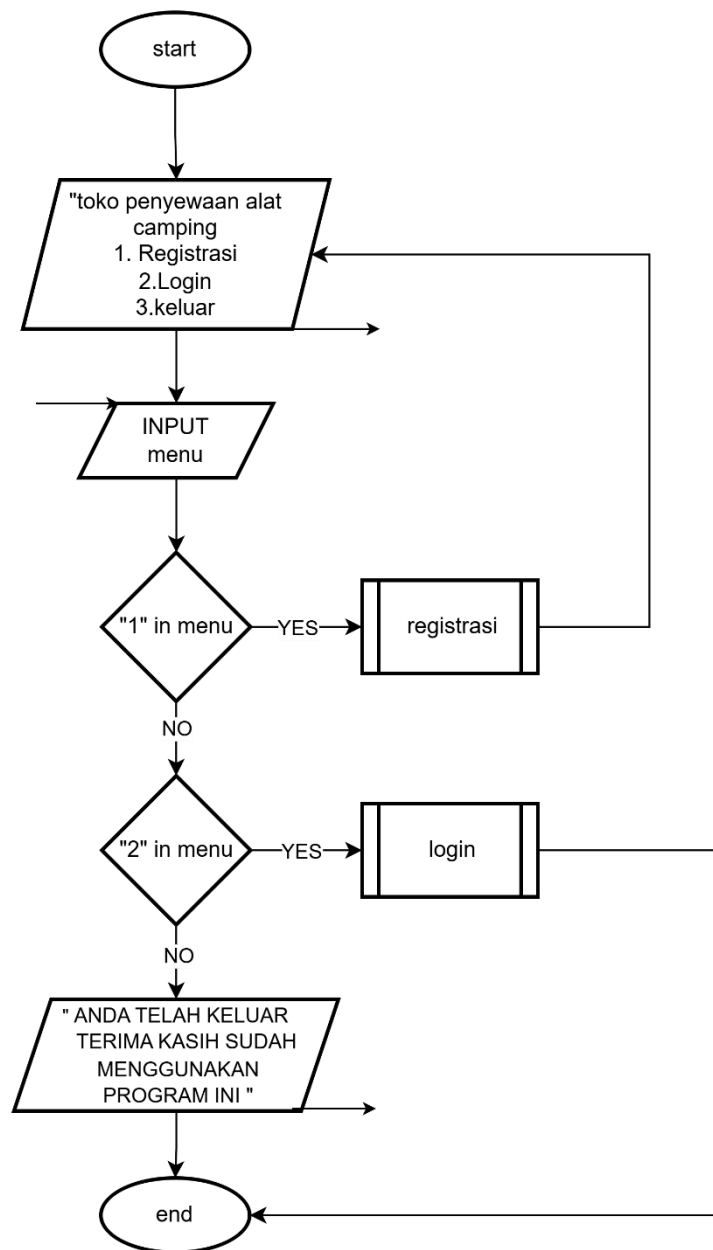 start
"toko penyewaan alat
camping
1. Registrasi
2.Login
3.keluar
INPUT
menu
"1" in menu
YES
registrasi
NO
"2" in menu
YES
login
NO
" ANDA TELAH KELUAR
TERIMA KASIH SUDAH
MENGGUNAKAN
PROGRAM INI "
end